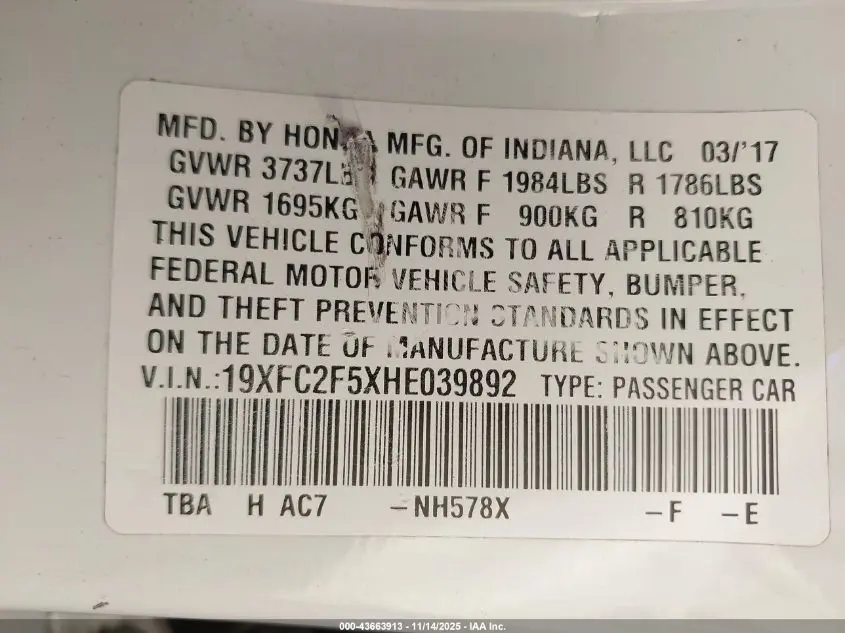 MFD. BY HONDA MFG. OF INDIANA, LLC 03/'17
GVWR 3737LBS GAWR F 1984LBS R 1786LBS
GVWR 1695KG GAWR F 900KG R 810KG
THIS VEHICLE CONFORMS TO ALL APPLICABLE
FEDERAL MOTOR VEHICLE SAFETY, BUMPER,
AND THEFT PREVENTION STANDARDS IN EFFECT
ON THE DATE OF MANUFACTURE SHOWN ABOVE.
V.I.N.:19XFC2F5XHE039892 TYPE: PASSENGER CAR
TBA H AC7 -NH578X -F -E
000-43663913 - 11/14/2025 - IAA Inc.